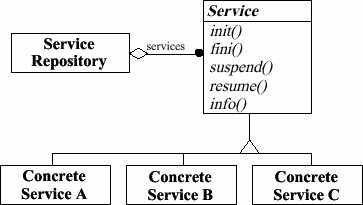 Service
init()
fini()
suspend()
resume()
info()
Service
Repository
services
Concrete
Service A
Concrete
Service B
Concrete
Service C